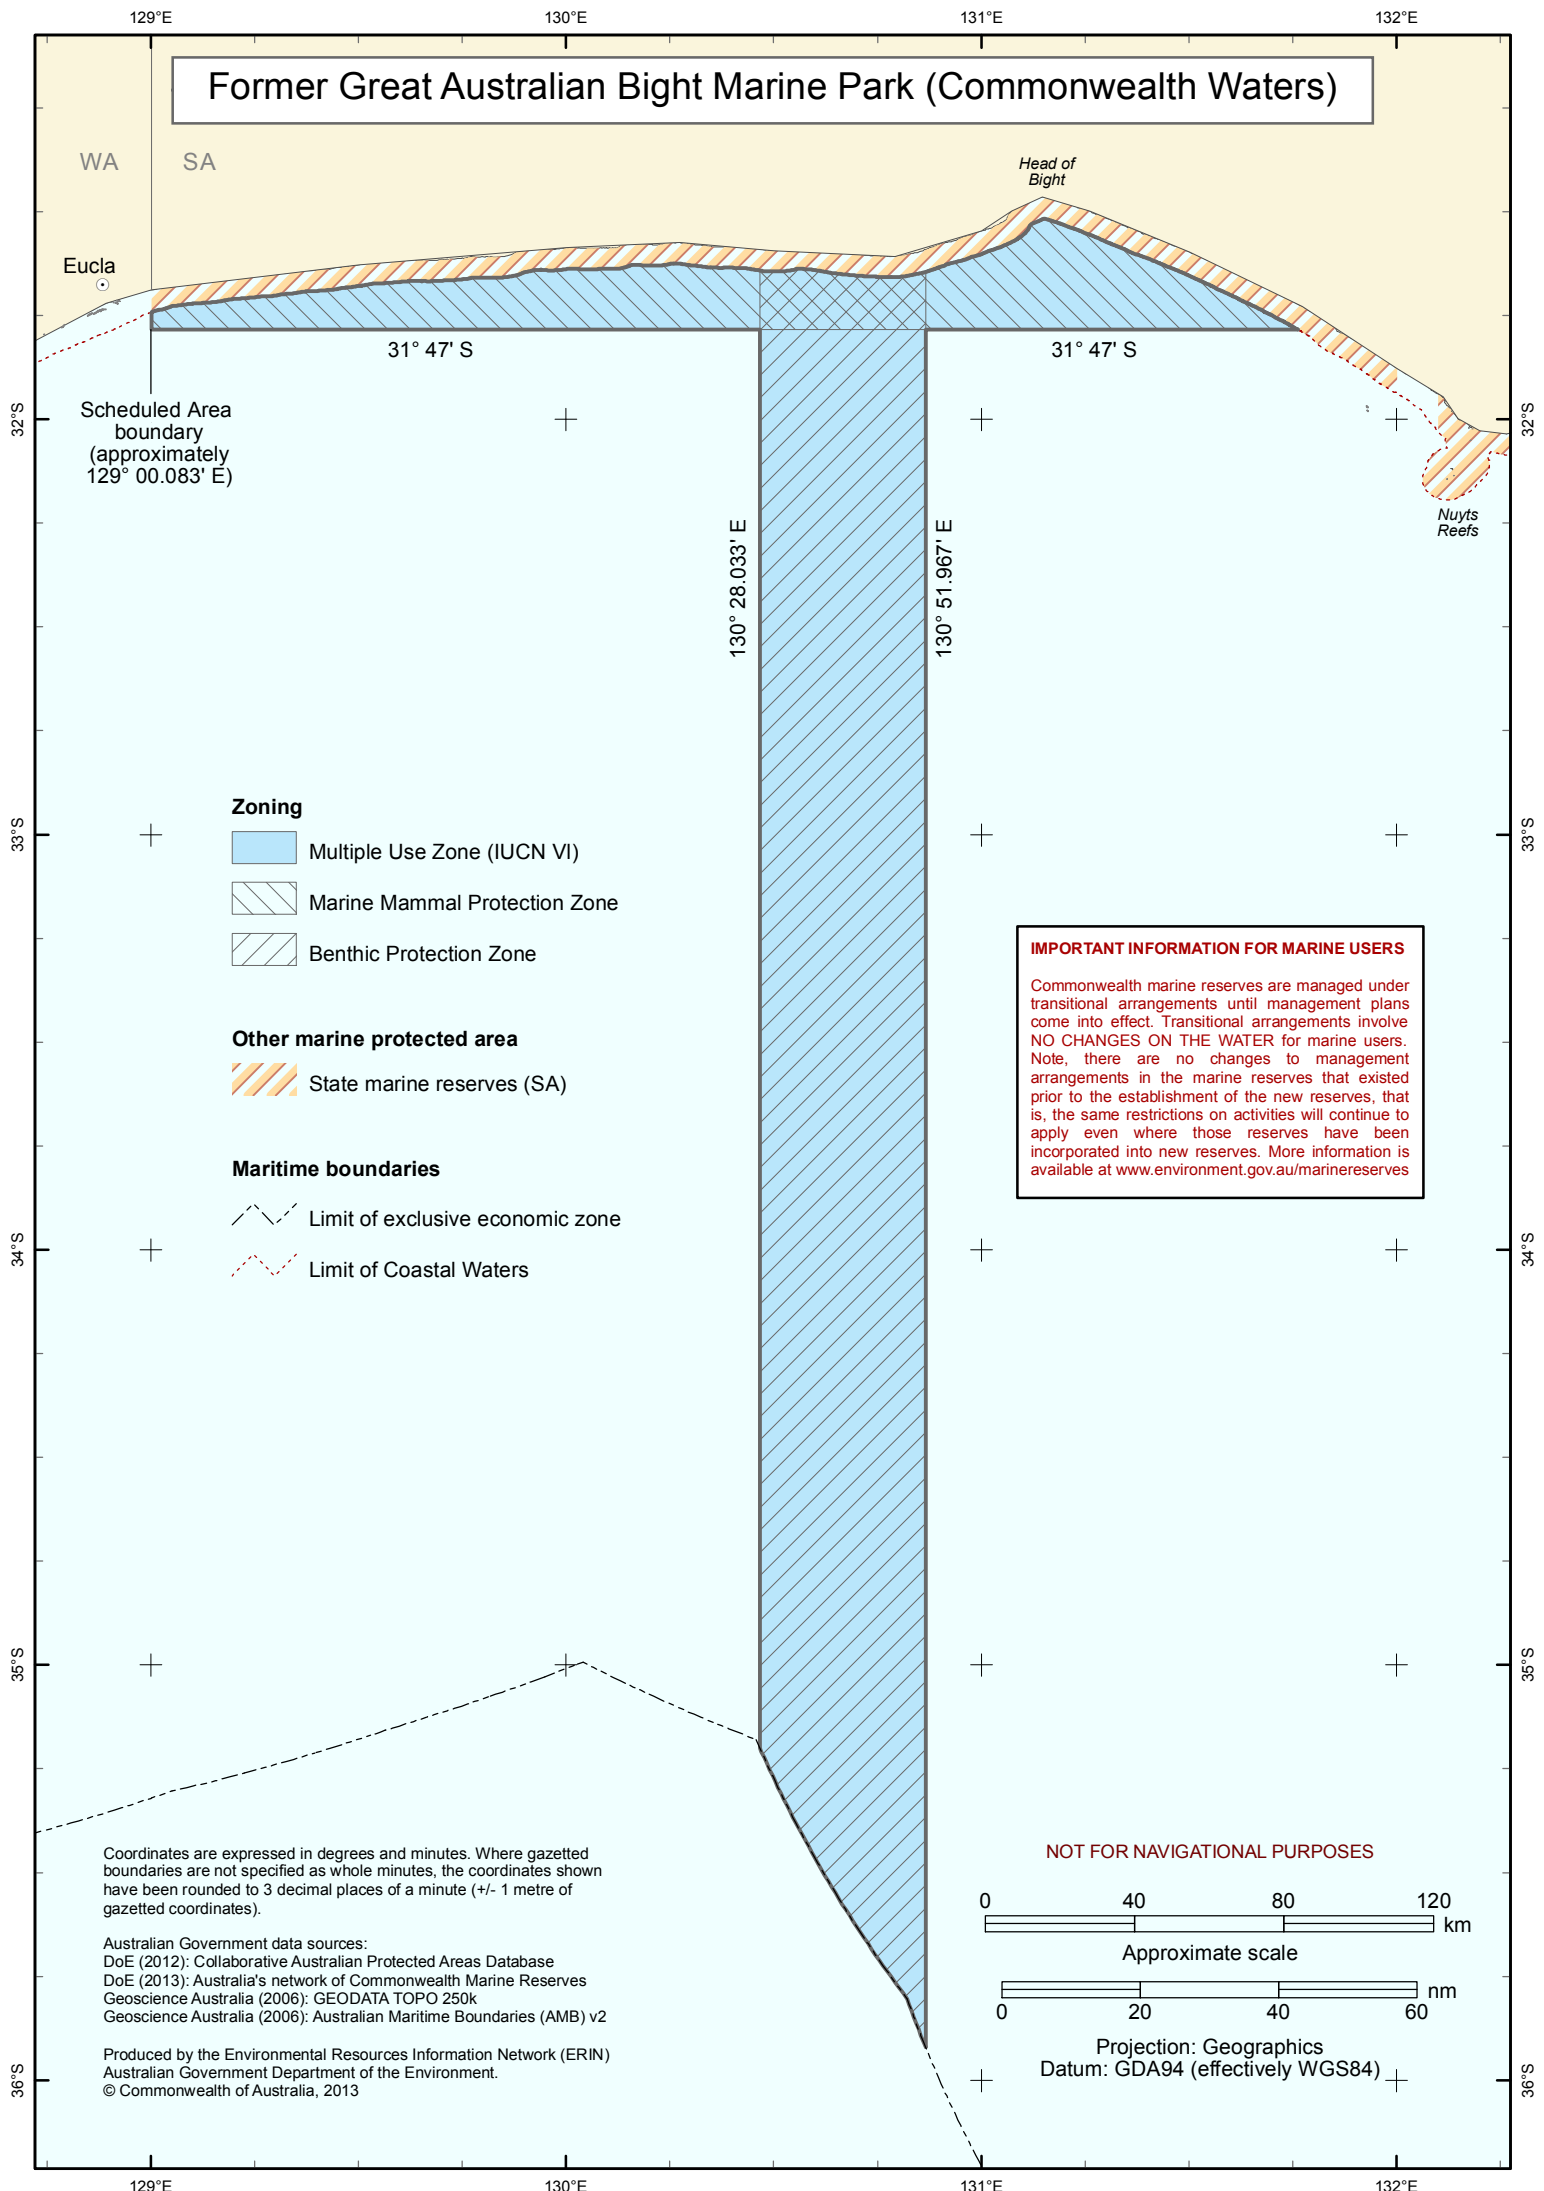 129°E
130°E
131°E
132°E
Former Great Australian Bight Marine Park (Commonwealth Waters)
WA
SA
Head of
Bight
Eucla
31° 47' S
31° 47' S
Scheduled Area
boundary
(approximately
129° 00.083' E)
32°S
32°S
Nuyts
Reefs
130° 28.033' E
130° 51.967' E
Zoning
Multiple Use Zone (IUCN VI)
Marine Mammal Protection Zone
Benthic Protection Zone
33°S
33°S
Other marine protected area
State marine reserves (SA)
Maritime boundaries
Limit of exclusive economic zone
Limit of Coastal Waters
IMPORTANT INFORMATION FOR MARINE USERS
Commonwealth marine reserves are managed under
transitional arrangements until management plans
come into effect. Transitional arrangements involve
NO CHANGES ON THE WATER for marine users.
Note, there are no changes to management
arrangements in the marine reserves that existed
prior to the establishment of the new reserves, that
is, the same restrictions on activities will continue to
apply even where those reserves have been
incorporated into new reserves. More information is
available at www.environment.gov.au/marinereserves
34°S
34°S
35°S
35°S
Coordinates are expressed in degrees and minutes. Where gazetted
boundaries are not specified as whole minutes, the coordinates shown
have been rounded to 3 decimal places of a minute (+/- 1 metre of
gazetted coordinates).
Australian Government data sources:
DoE (2012): Collaborative Australian Protected Areas Database
DoE (2013): Australia's network of Commonwealth Marine Reserves
Geoscience Australia (2006): GEODATA TOPO 250k
Geoscience Australia (2006): Australian Maritime Boundaries (AMB) v2
Produced by the Environmental Resources Information Network (ERIN)
Australian Government Department of the Environment.
© Commonwealth of Australia, 2013
NOT FOR NAVIGATIONAL PURPOSES
0 40 80 120
km
Approximate scale
nm
0 20 40 60
Projection: Geographics
Datum: GDA94 (effectively WGS84)
36°S
36°S
129°E
130°E
131°E
132°E